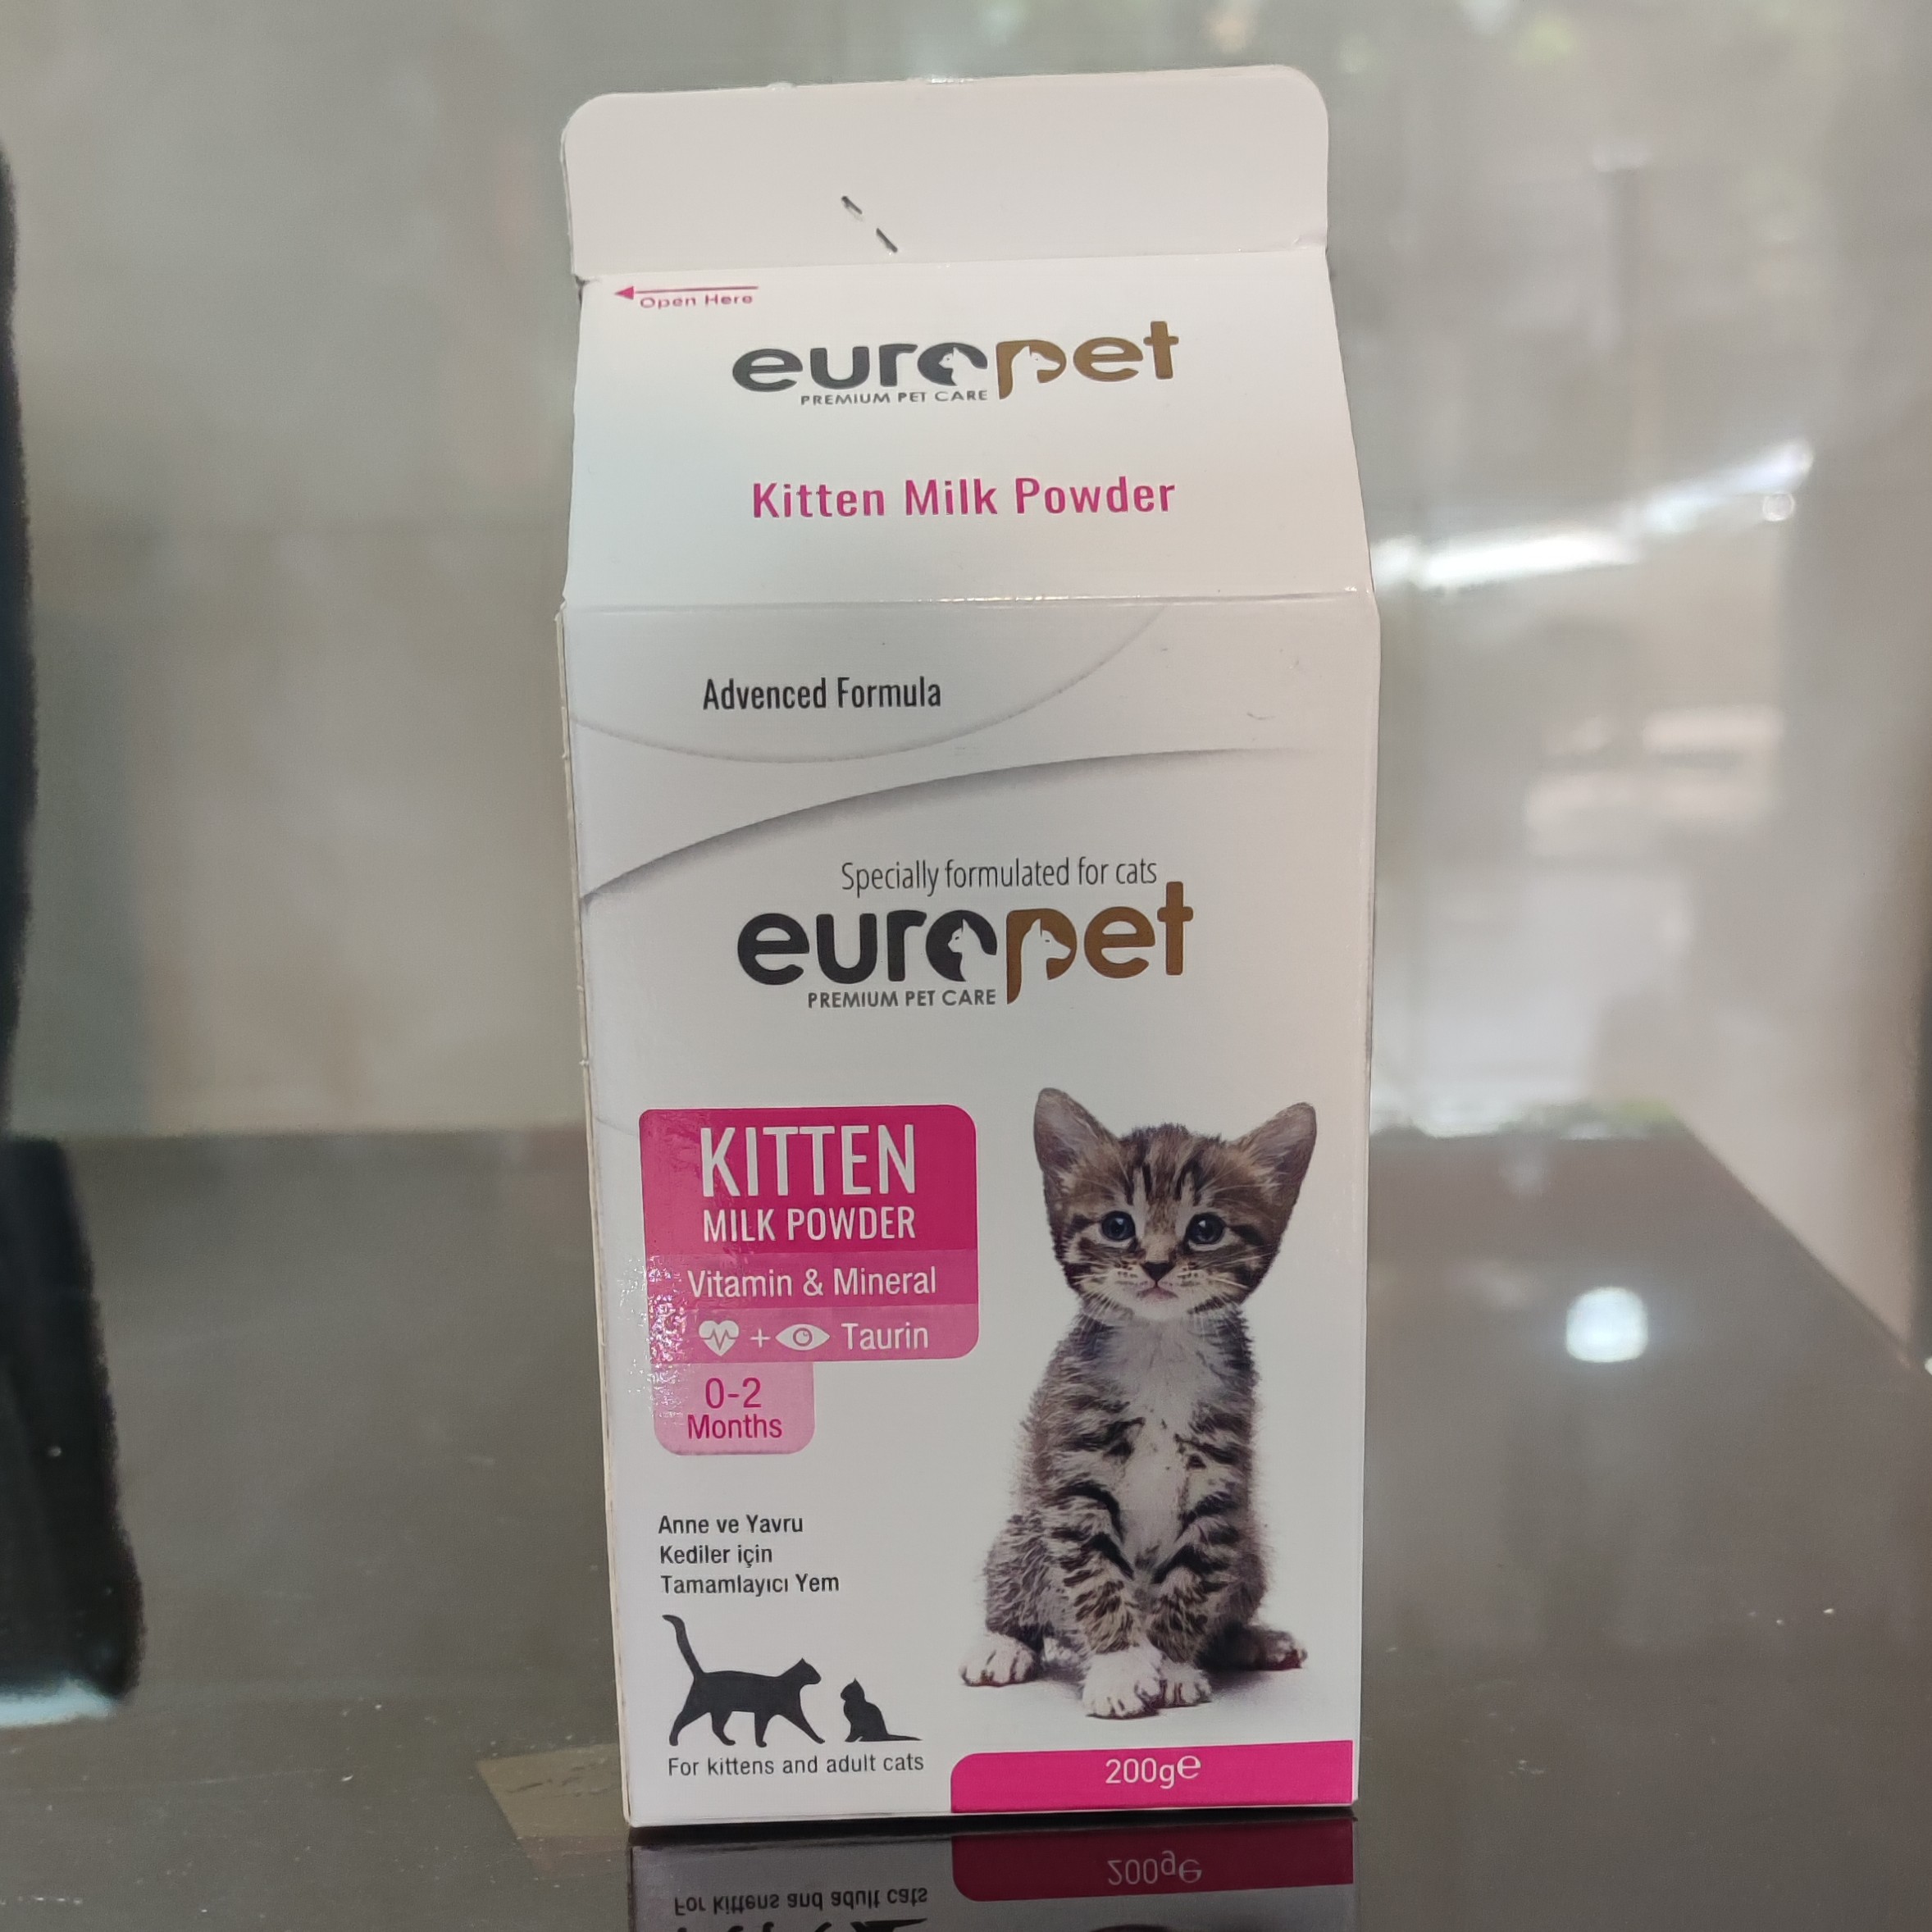 Open Here
europet
PREMIUM PET CARE
Kitten Milk Powder
Advenced Formula
Specially formulated for cats
europet
PREMIUM PET CARE
KITTEN
MILK POWDER
Vitamin & Mineral
+ Taurin
0-2
Months
Anne ve Yavru
Kediler için
Tamamlayıcı Yem
For kittens and adult cats
200g℮